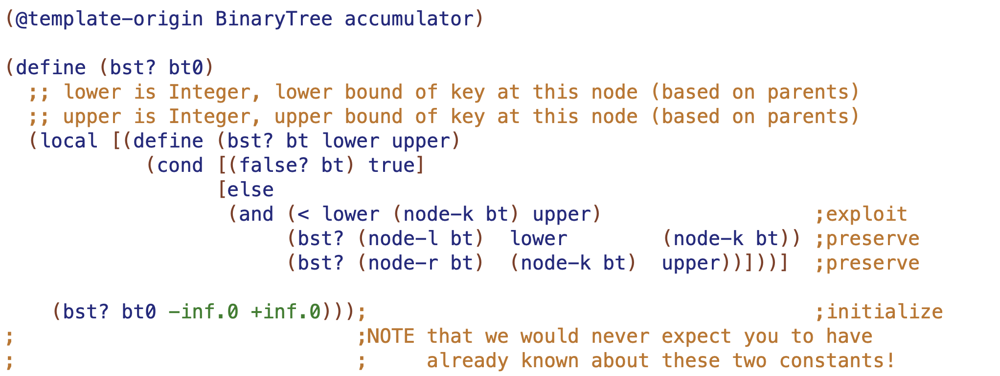 (@template-origin BinaryTree accumulator)

(define (bst? bt0)
  ;; lower is Integer, lower bound of key at this node (based on parents)
  ;; upper is Integer, upper bound of key at this node (based on parents)
  (local [(define (bst? bt lower upper)
            (cond [(false? bt) true]
                  [else
                   (and (< lower (node-k bt) upper)                  ;exploit
                        (bst? (node-l bt)  lower        (node-k bt)) ;preserve
                        (bst? (node-r bt)  (node-k bt)  upper))]))]  ;preserve

    (bst? bt0 -inf.0 +inf.0)));                                      ;initialize
;                             ;NOTE that we would never expect you to have
;                             ;     already known about these two constants!